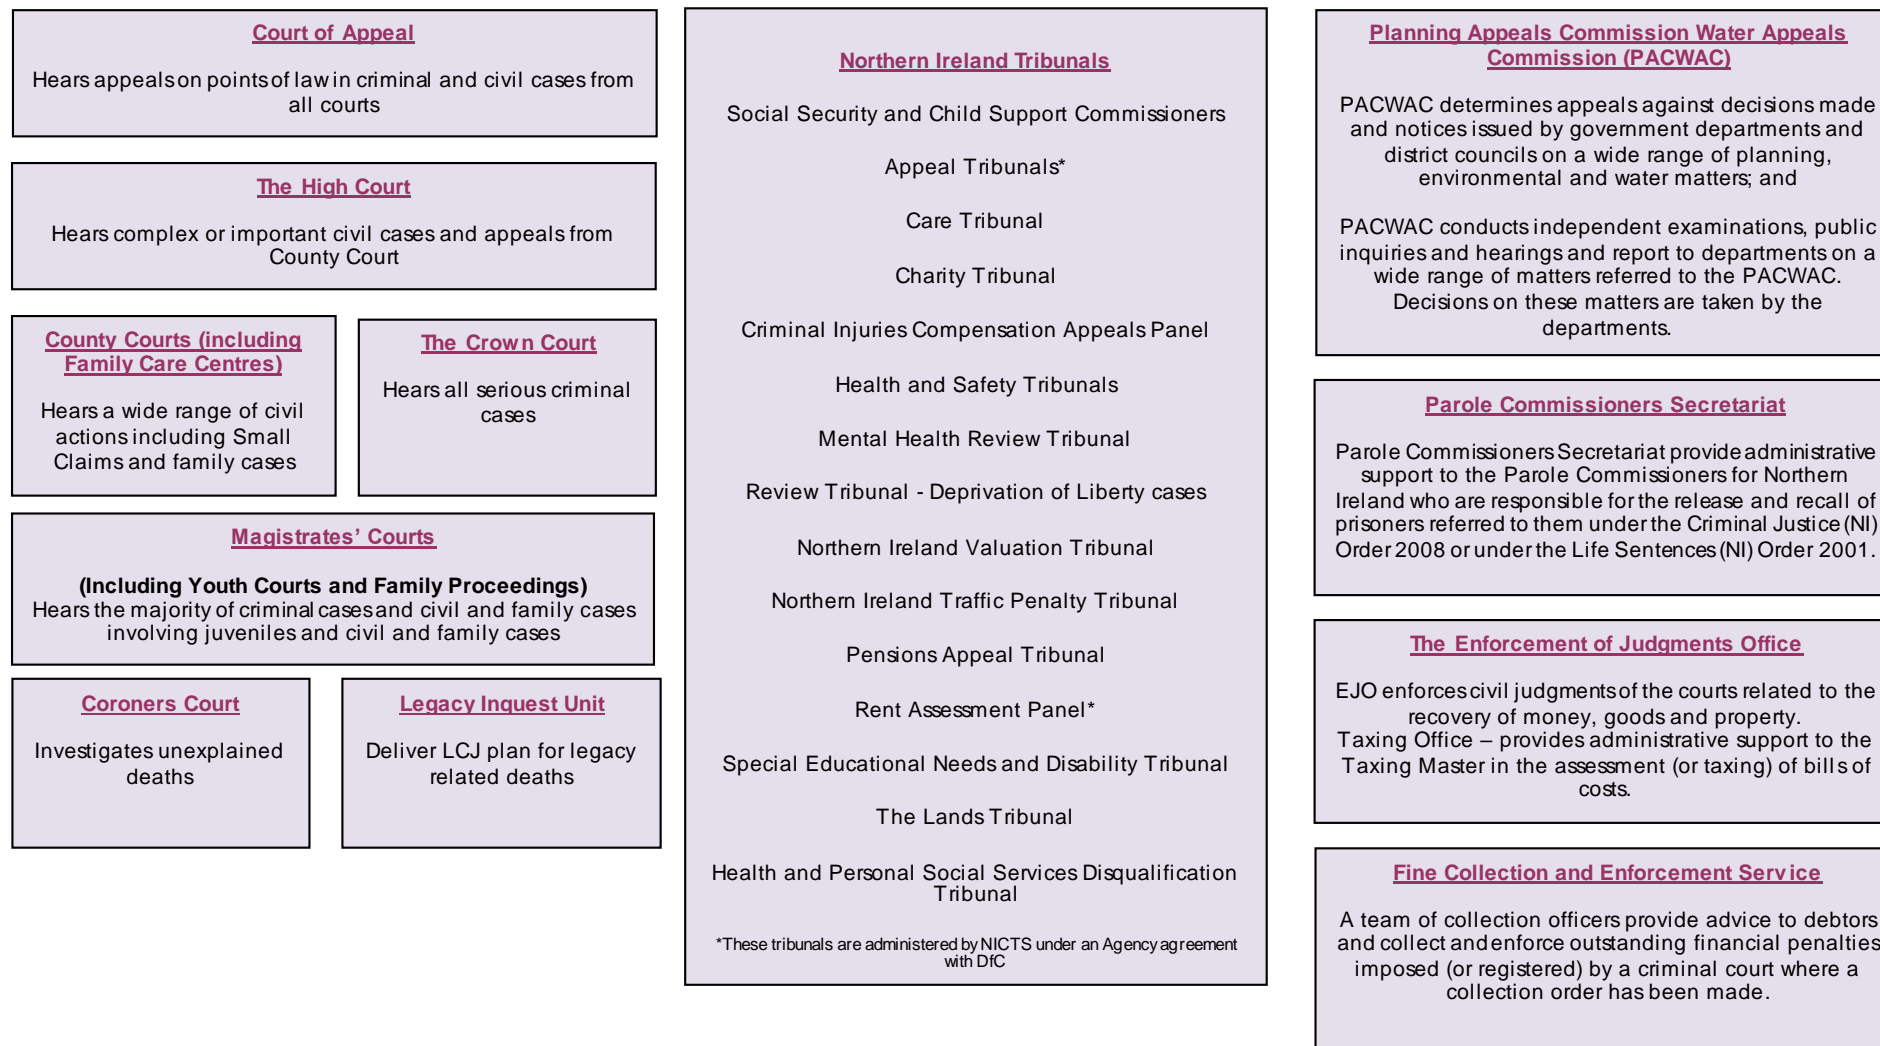 Court of Appeal
Hears appeals on points of law in criminal and civil cases from
all courts
The High Court
Hears complex or important civil cases and appeals from
County Court
County Courts (including
Family Care Centres)
Hears a wide range of civil
actions including Small
Claims and family cases
The Crown Court
Hears all serious criminal
cases
Magistrates’ Courts
(Including Youth Courts and Family Proceedings)
Hears the majority of criminal cases and civil and family cases
involving juveniles and civil and family cases
Coroners Court
Investigates unexplained
deaths
Legacy Inquest Unit
Deliver LCJ plan for legacy
related deaths
Northern Ireland Tribunals
Social Security and Child Support Commissioners
Appeal Tribunals*
Care Tribunal
Charity Tribunal
Criminal Injuries Compensation Appeals Panel
Health and Safety Tribunals
Mental Health Review Tribunal
Review Tribunal - Deprivation of Liberty cases
Northern Ireland Valuation Tribunal
Northern Ireland Traffic Penalty Tribunal
Pensions Appeal Tribunal
Rent Assessment Panel*
Special Educational Needs and Disability Tribunal
The Lands Tribunal
Health and Personal Social Services Disqualification
Tribunal
*These tribunals are administered by NICTS under an Agency agreement
with DfC
Planning Appeals Commission Water Appeals
Commission (PACWAC)
PACWAC determines appeals against decisions made
and notices issued by government departments and
district councils on a wide range of planning,
environmental and water matters; and
PACWAC conducts independent examinations, public
inquiries and hearings and report to departments on a
wide range of matters referred to the PACWAC.
Decisions on these matters are taken by the
departments.
Parole Commissioners Secretariat
Parole Commissioners Secretariat provide administrative
support to the Parole Commissioners for Northern
Ireland who are responsible for the release and recall of
prisoners referred to them under the Criminal Justice (NI)
Order 2008 or under the Life Sentences (NI) Order 2001.
The Enforcement of Judgments Office
EJO enforces civil judgments of the courts related to the
recovery of money, goods and property.
Taxing Office – provides administrative support to the
Taxing Master in the assessment (or taxing) of bills of
costs.
Fine Collection and Enforcement Service
A team of collection officers provide advice to debtors
and collect and enforce outstanding financial penalties
imposed (or registered) by a criminal court where a
collection order has been made.